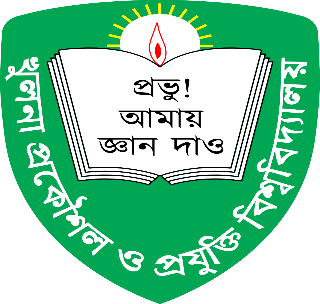 প্রভু!
আমায়
জ্ঞান দাও
খুলনা প্রকৌশল ও প্রযুক্তি বিশ্ববিদ্যালয়